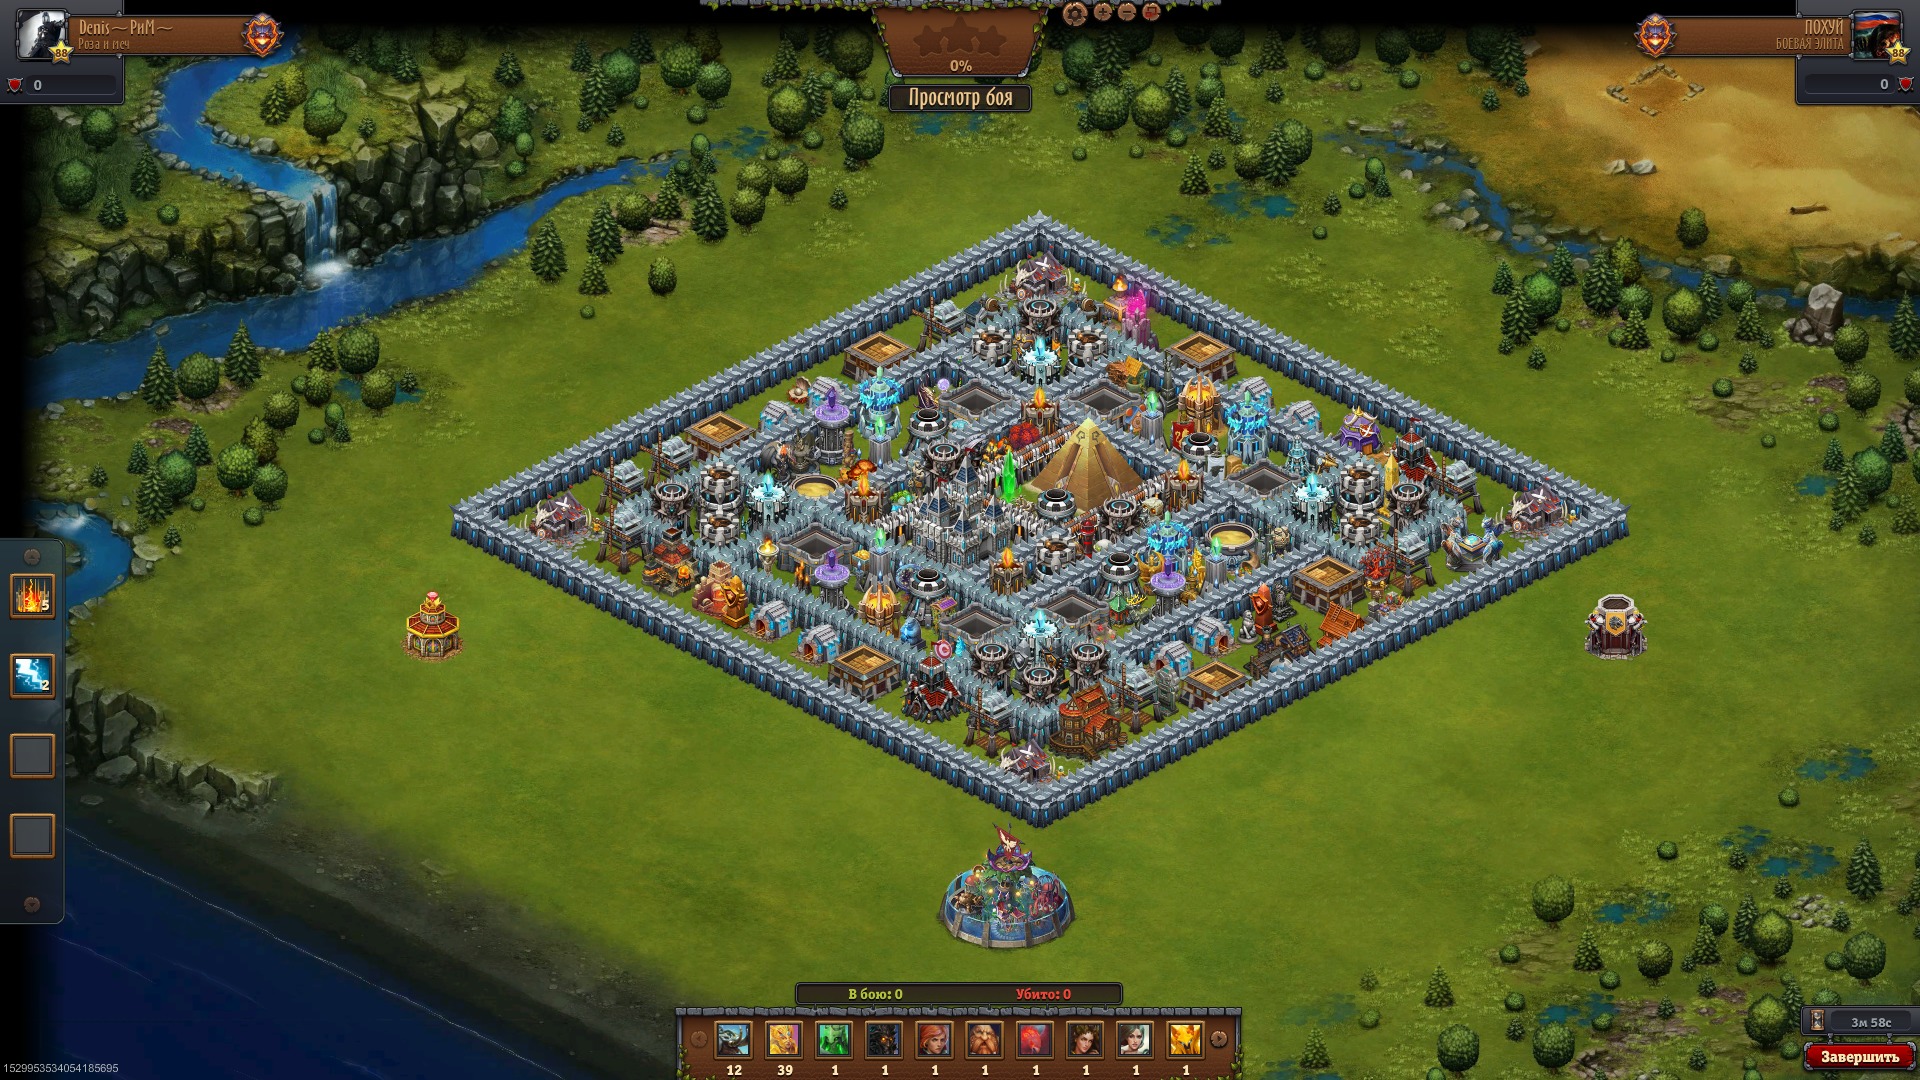 Denis～РиМ～
Роза и меч
88
0
0%
Просмотр боя
ПОХУЙ
БОЕВАЯ ЭЛИТА
88
0
5
2
В бою: 0
Убито: 0
12
39
1
1
1
1
1
1
1
1
3м 58с
Завершить
1529953534054185695